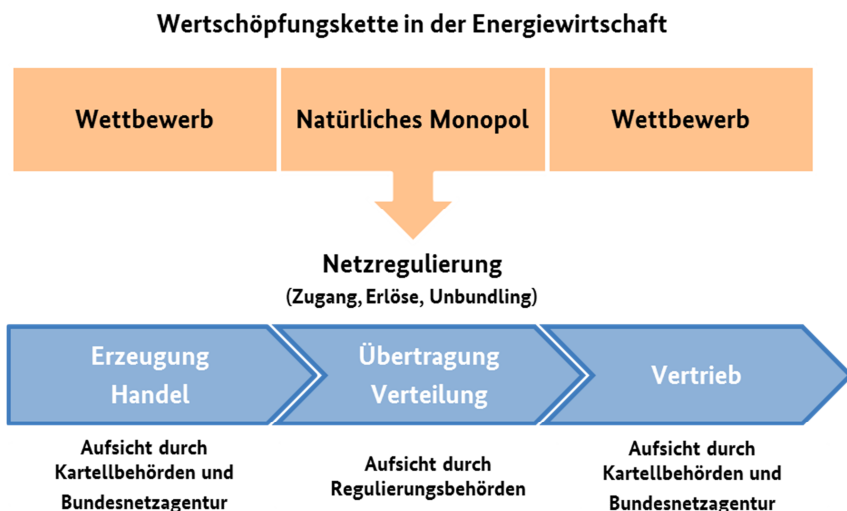 Wertschöpfungskette in der Energiewirtschaft
Wettbewerb
Natürliches Monopol
Wettbewerb
Netzregulierung
(Zugang, Erlöse, Unbundling)
Erzeugung
Handel
Übertragung
Verteilung
Vertrieb
Aufsicht durch
Kartellbehörden und
Bundesnetzagentur
Aufsicht durch
Regulierungsbehörden
Aufsicht durch
Kartellbehörden und
Bundesnetzagentur